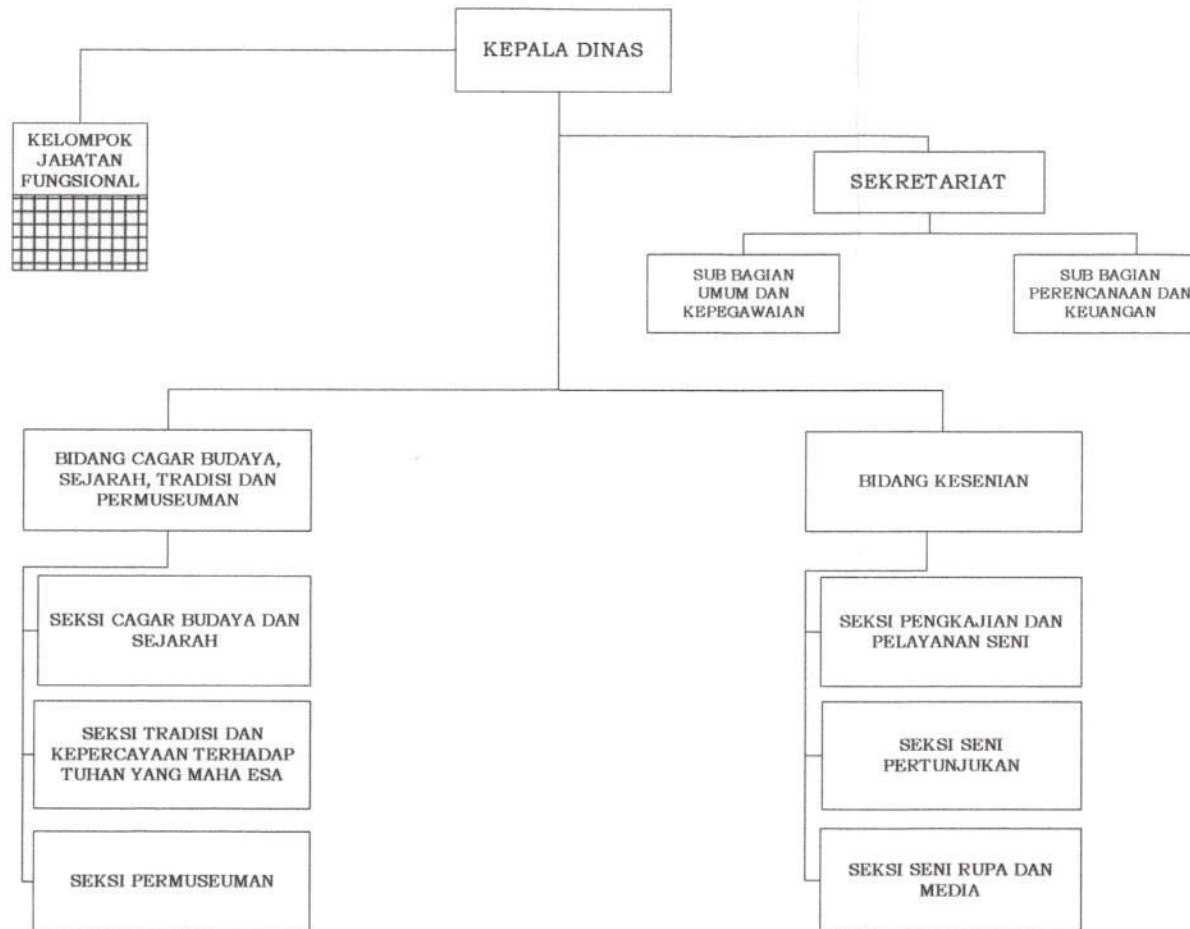 KEPALA DINAS
KELOMPOK
JABATAN
FUNGSIONAL
SEKRETARIAT
SUB BAGIAN
UMUM DAN
KEPEGAWAIAN
SUB BAGIAN
PERENCANAAN DAN
KEUANGAN
BIDANG CAGAR BUDAYA,
SEJARAH, TRADISI DAN
PERMUSEUMAN
SEKSI CAGAR BUDAYA DAN
SEJARAH
SEKSI TRADISI DAN
KEPERCAYAAN TERHADAP
TUHAN YANG MAHA ESA
SEKSI PERMUSEUMAN
BIDANG KESENIAN
SEKSI PENGKAJIAN DAN
PELAYANAN SENI
SEKSI SENI
PERTUNJUKAN
SEKSI SENI RUPA DAN
MEDIA